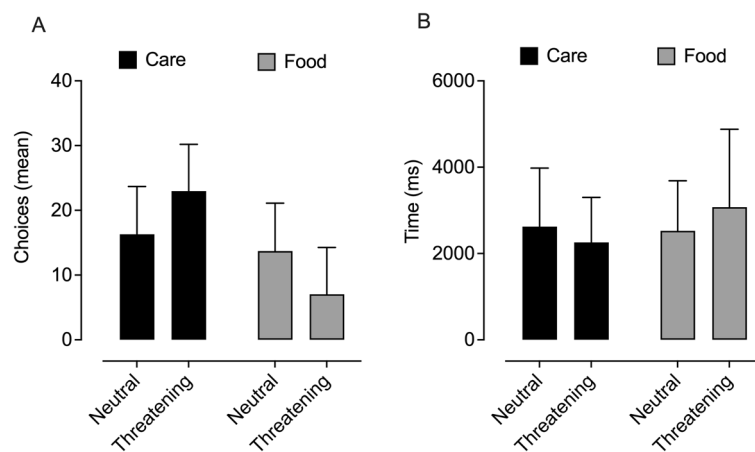 A
Care Food
Choices (mean)
40
30
20
10
0
Neutral
Threatening
Neutral
Threatening
B
Care Food
Time (ms)
6000
4000
2000
0
Neutral
Threatening
Neutral
Threatening